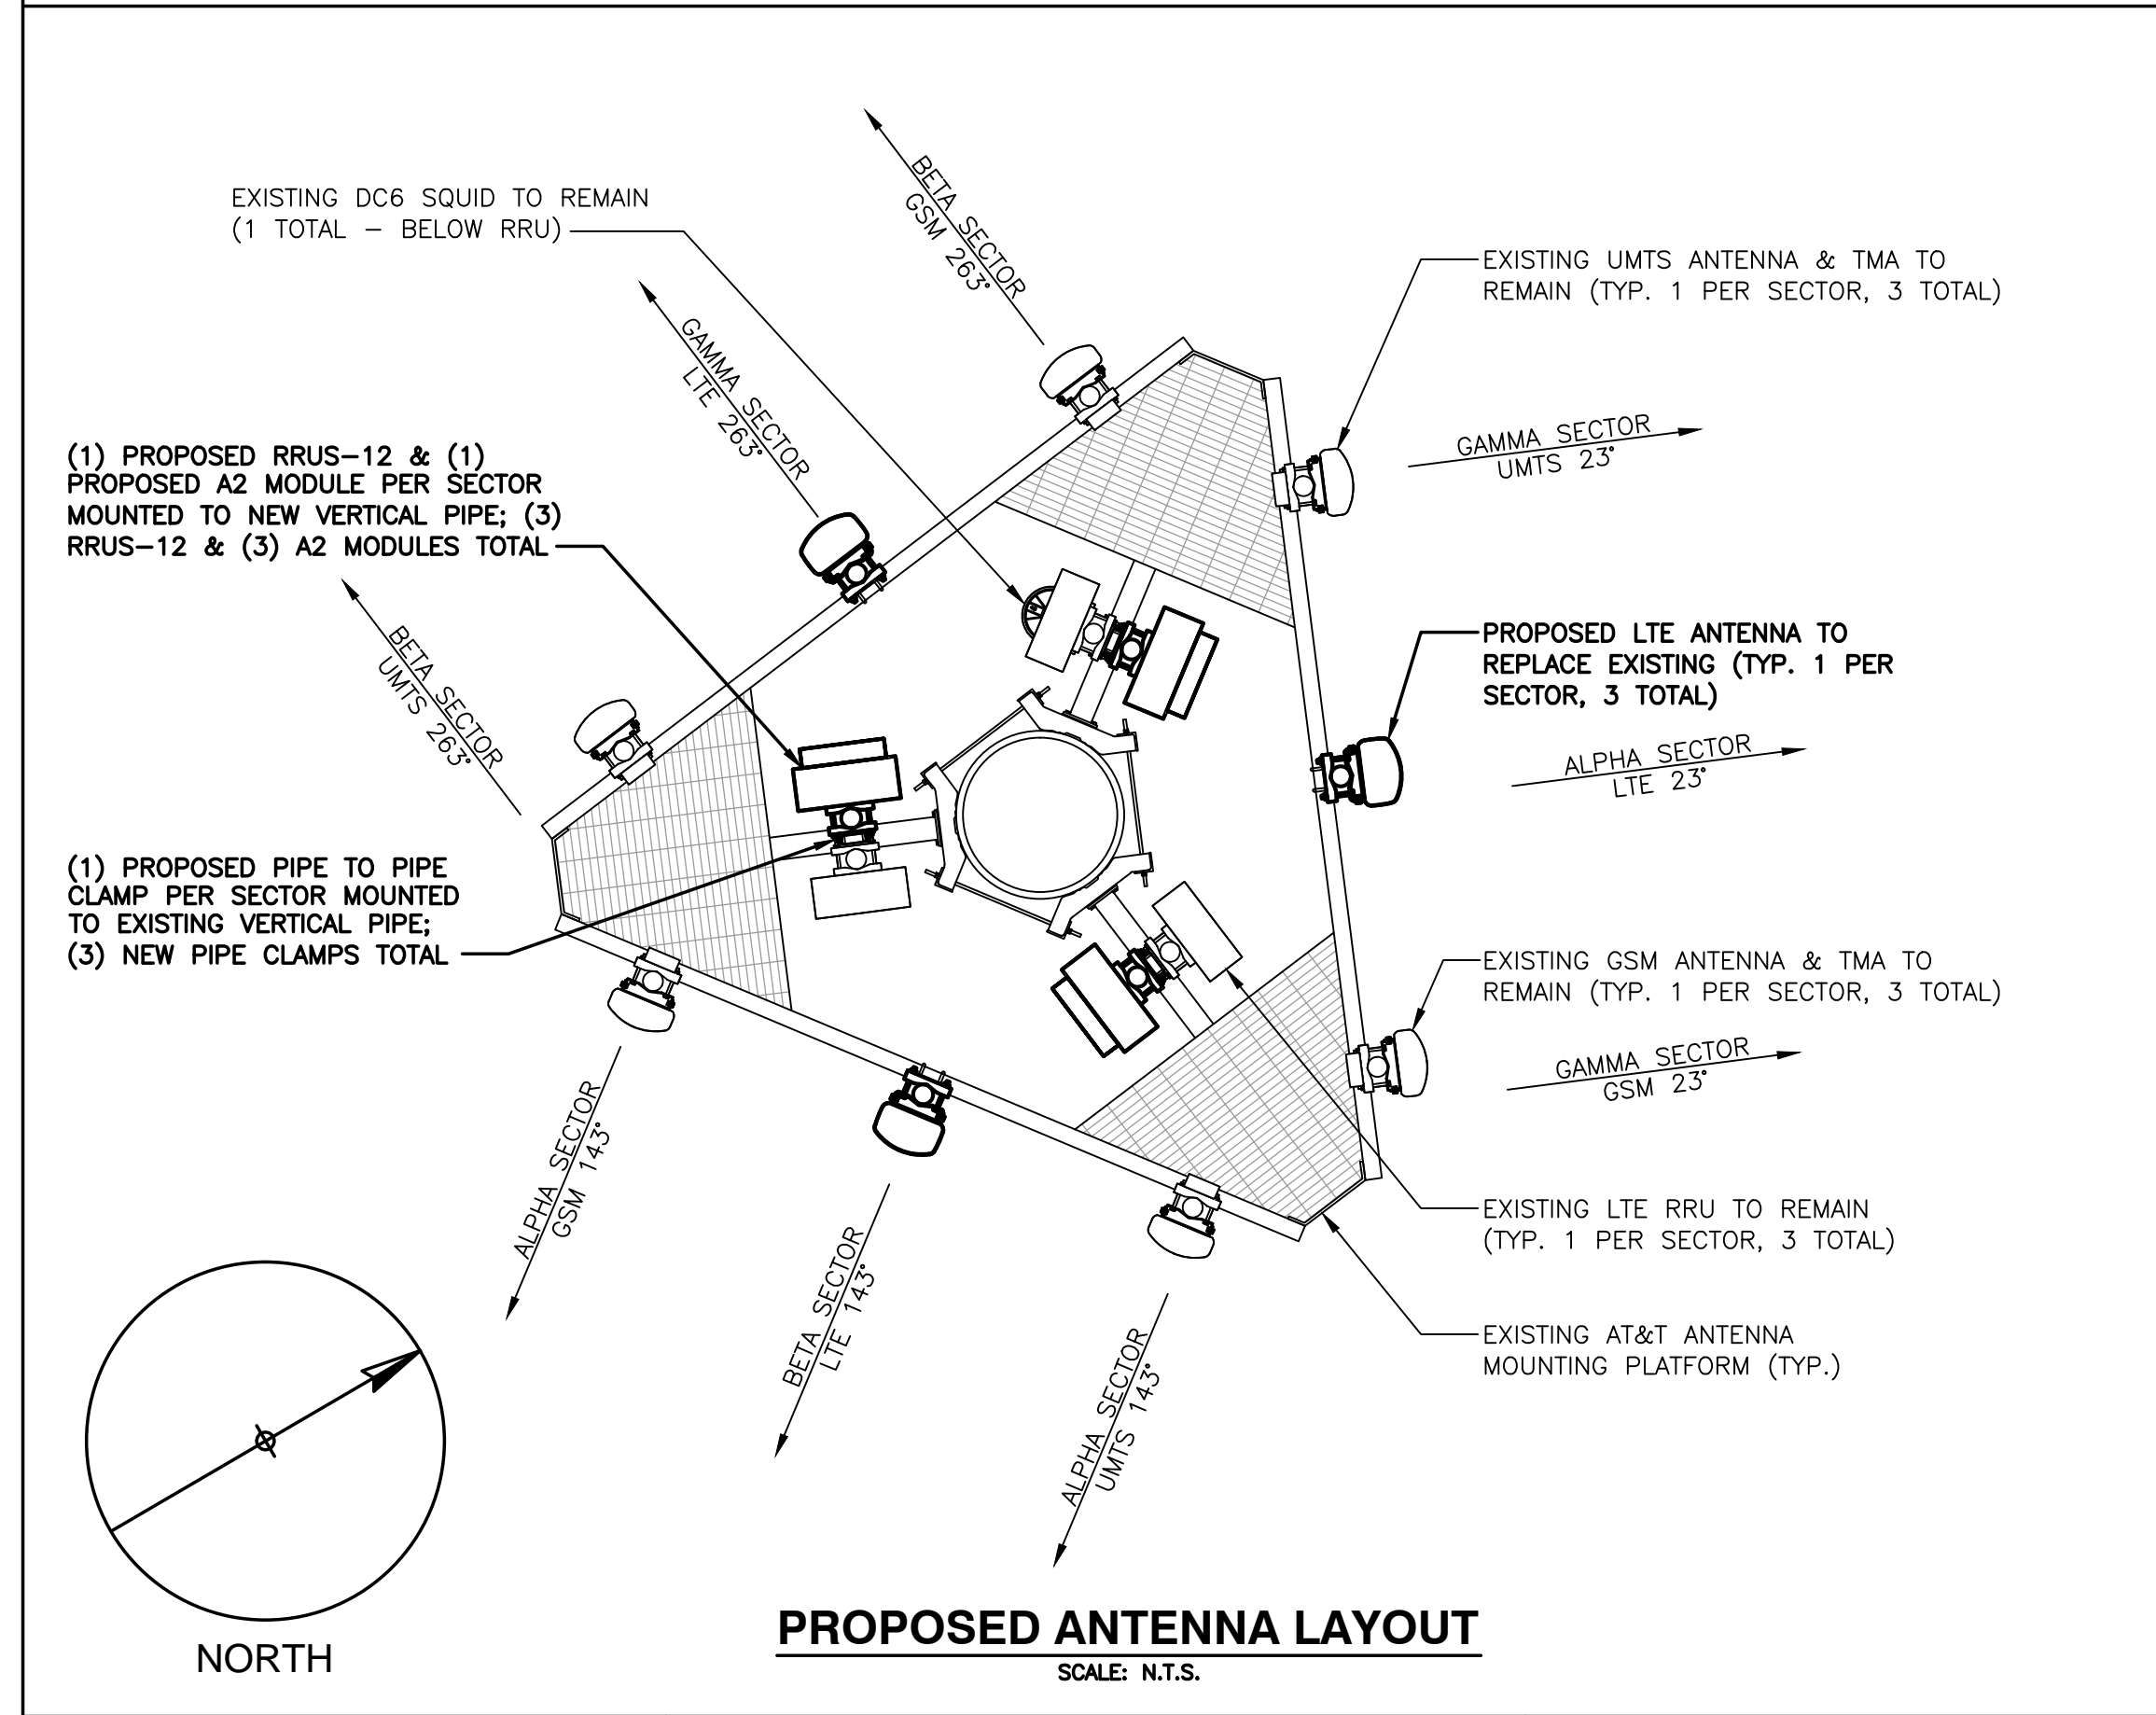 EXISTING DC6 SQUID TO REMAIN
(1 TOTAL – BELOW RRU)
BETA SECTOR
GSM 263°
GAMMA SECTOR
LTE 263°
EXISTING UMTS ANTENNA & TMA TO
REMAIN (TYP. 1 PER SECTOR, 3 TOTAL)
GAMMA SECTOR
UMTS 23°
(1) PROPOSED RRUS–12 & (1)
PROPOSED A2 MODULE PER SECTOR
MOUNTED TO NEW VERTICAL PIPE; (3)
RRUS–12 & (3) A2 MODULES TOTAL
BETA SECTOR
UMTS 263°
PROPOSED LTE ANTENNA TO
REPLACE EXISTING (TYP. 1 PER
SECTOR, 3 TOTAL)
ALPHA SECTOR
LTE 23°
(1) PROPOSED PIPE TO PIPE
CLAMP PER SECTOR MOUNTED
TO EXISTING VERTICAL PIPE;
(3) NEW PIPE CLAMPS TOTAL
EXISTING GSM ANTENNA & TMA TO
REMAIN (TYP. 1 PER SECTOR, 3 TOTAL)
GAMMA SECTOR
GSM 23°
ALPHA SECTOR
GSM 143°
BETA SECTOR
LTE 143°
ALPHA SECTOR
UMTS 143°
EXISTING LTE RRU TO REMAIN
(TYP. 1 PER SECTOR, 3 TOTAL)
EXISTING AT&T ANTENNA
MOUNTING PLATFORM (TYP.)
NORTH
PROPOSED ANTENNA LAYOUT
SCALE: N.T.S.